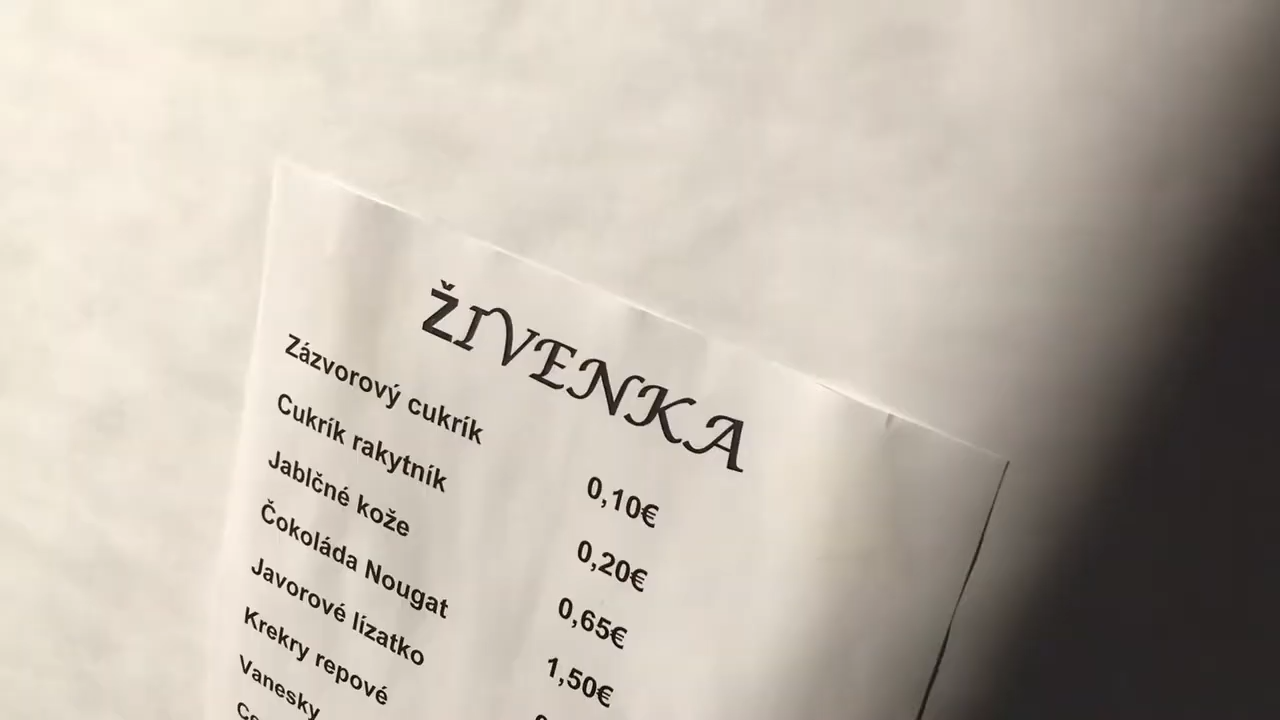 ŽIVENKA
Zázvorový cukrík 0,10€
Cukrík rakytník 0,20€
Jablčné kože 0,65€
Čokoláda Nougat 1,50€
Javorové lízatko
Krekry repové
Vanesky